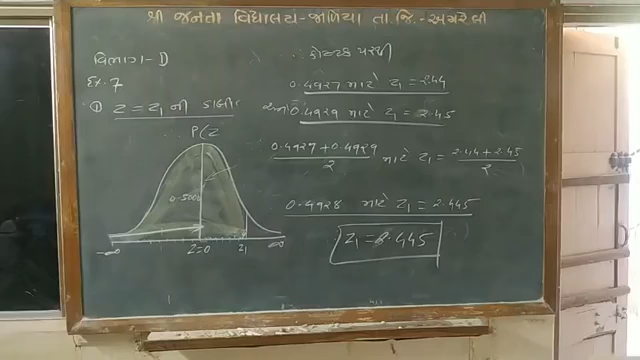 શ્રી જનતા વિદ્યાલય-જાળિયા તા.જિ.-અમરેલી
વિભાગ-D
Ex.7
① Z = Z₁ ની ડાબી
P(Z
0.5000
-∞
Z=0
Z₁
∞
∴ કોષ્ટક પરથી
0.4927 માટે Z₁ = 2.44
અને 0.4929 માટે Z₁ = 2.45
(0.4927+0.4929)/2 માટે Z₁ = (2.44+2.45)/2
0.4928 માટે Z₁ = 2.445
∴ Z₁ = 2.445